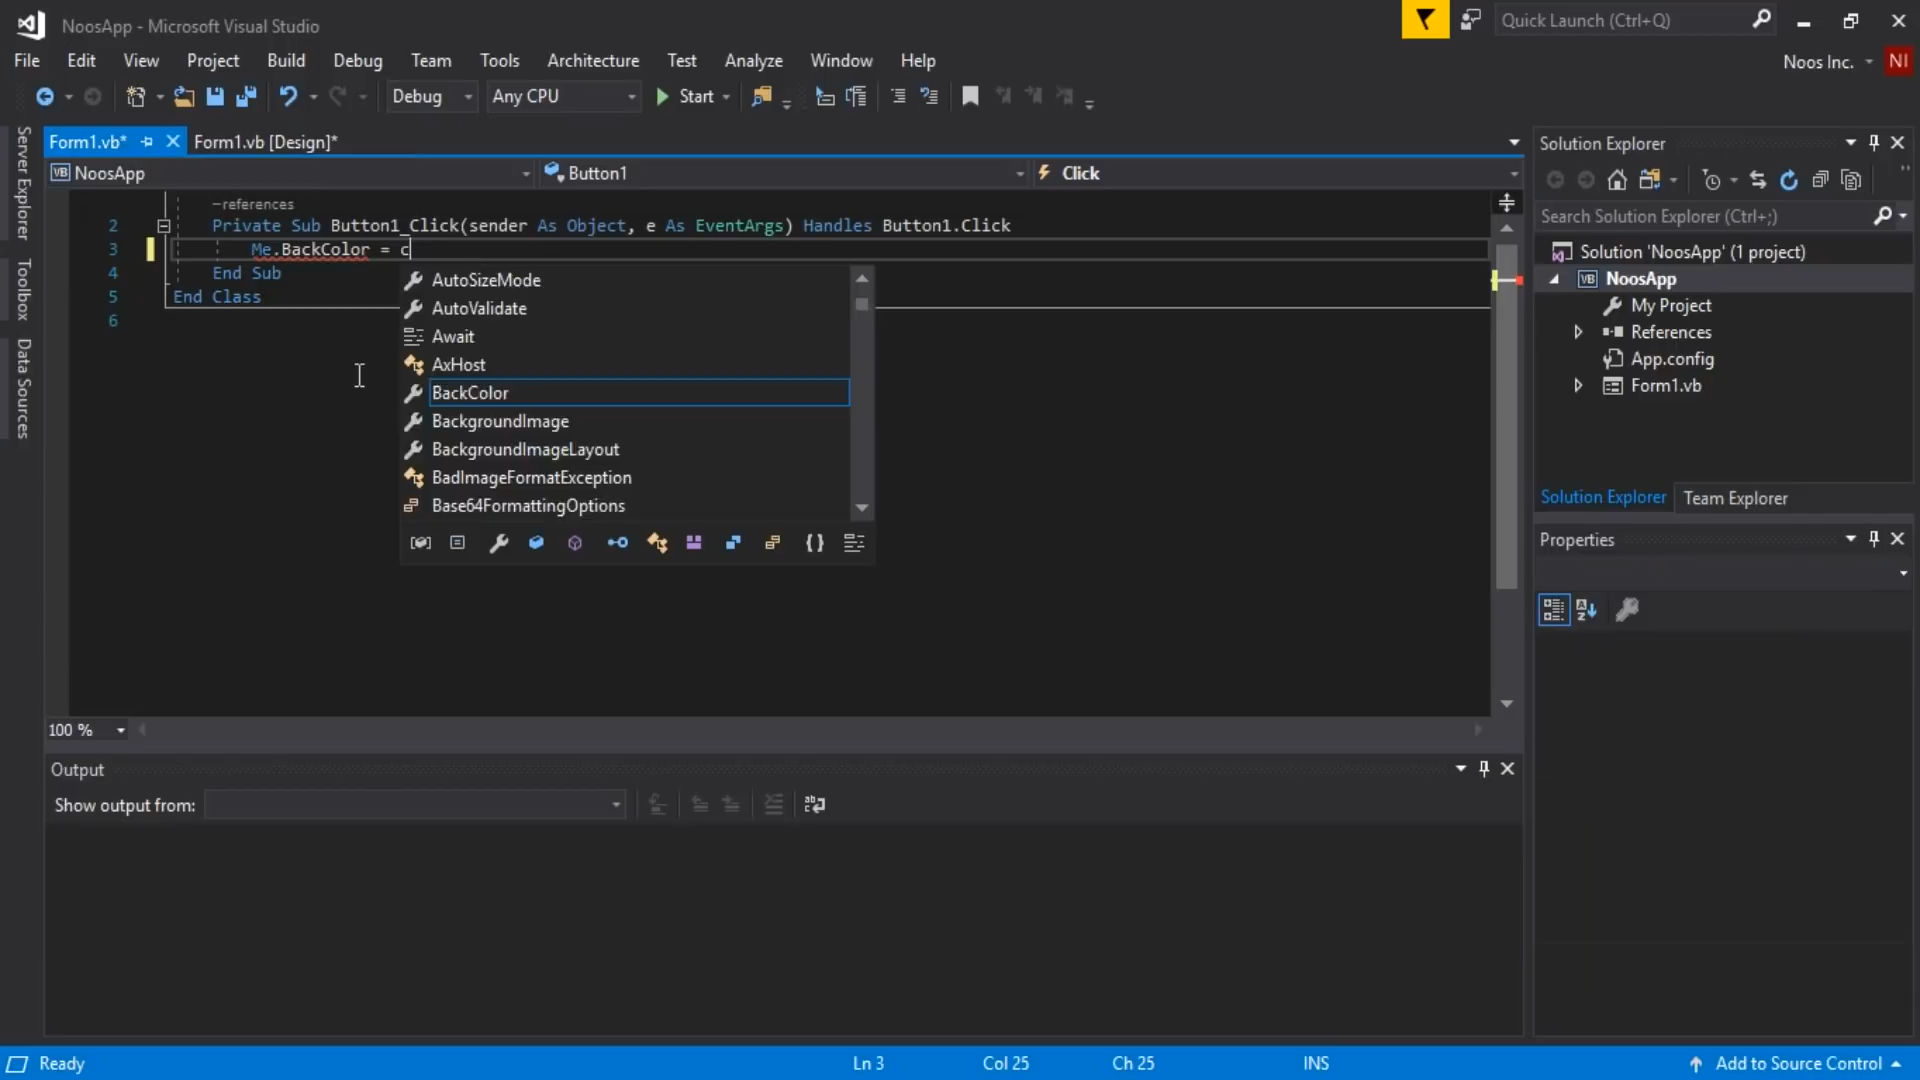 NoosApp - Microsoft Visual Studio
Quick Launch (Ctrl+Q)
File Edit View Project Build Debug Team Tools Architecture Test Analyze Window Help
Noos Inc. NI
Debug Any CPU Start
Form1.vb* Form1.vb [Design]*
VB NoosApp Button1 Click
Server Explorer
Toolbox
Data Sources
–references
2 Private Sub Button1_Click(sender As Object, e As EventArgs) Handles Button1.Click
3 Me.BackColor = c
4 End Sub
5 End Class
6
AutoSizeMode
AutoValidate
Await
AxHost
BackColor
BackgroundImage
BackgroundImageLayout
BadImageFormatException
Base64FormattingOptions
100 %
Output
Show output from:
Solution Explorer
Search Solution Explorer (Ctrl+;)
Solution 'NoosApp' (1 project)
VB NoosApp
My Project
References
App.config
Form1.vb
Solution Explorer Team Explorer
Properties
Ready Ln 3 Col 25 Ch 25 INS Add to Source Control